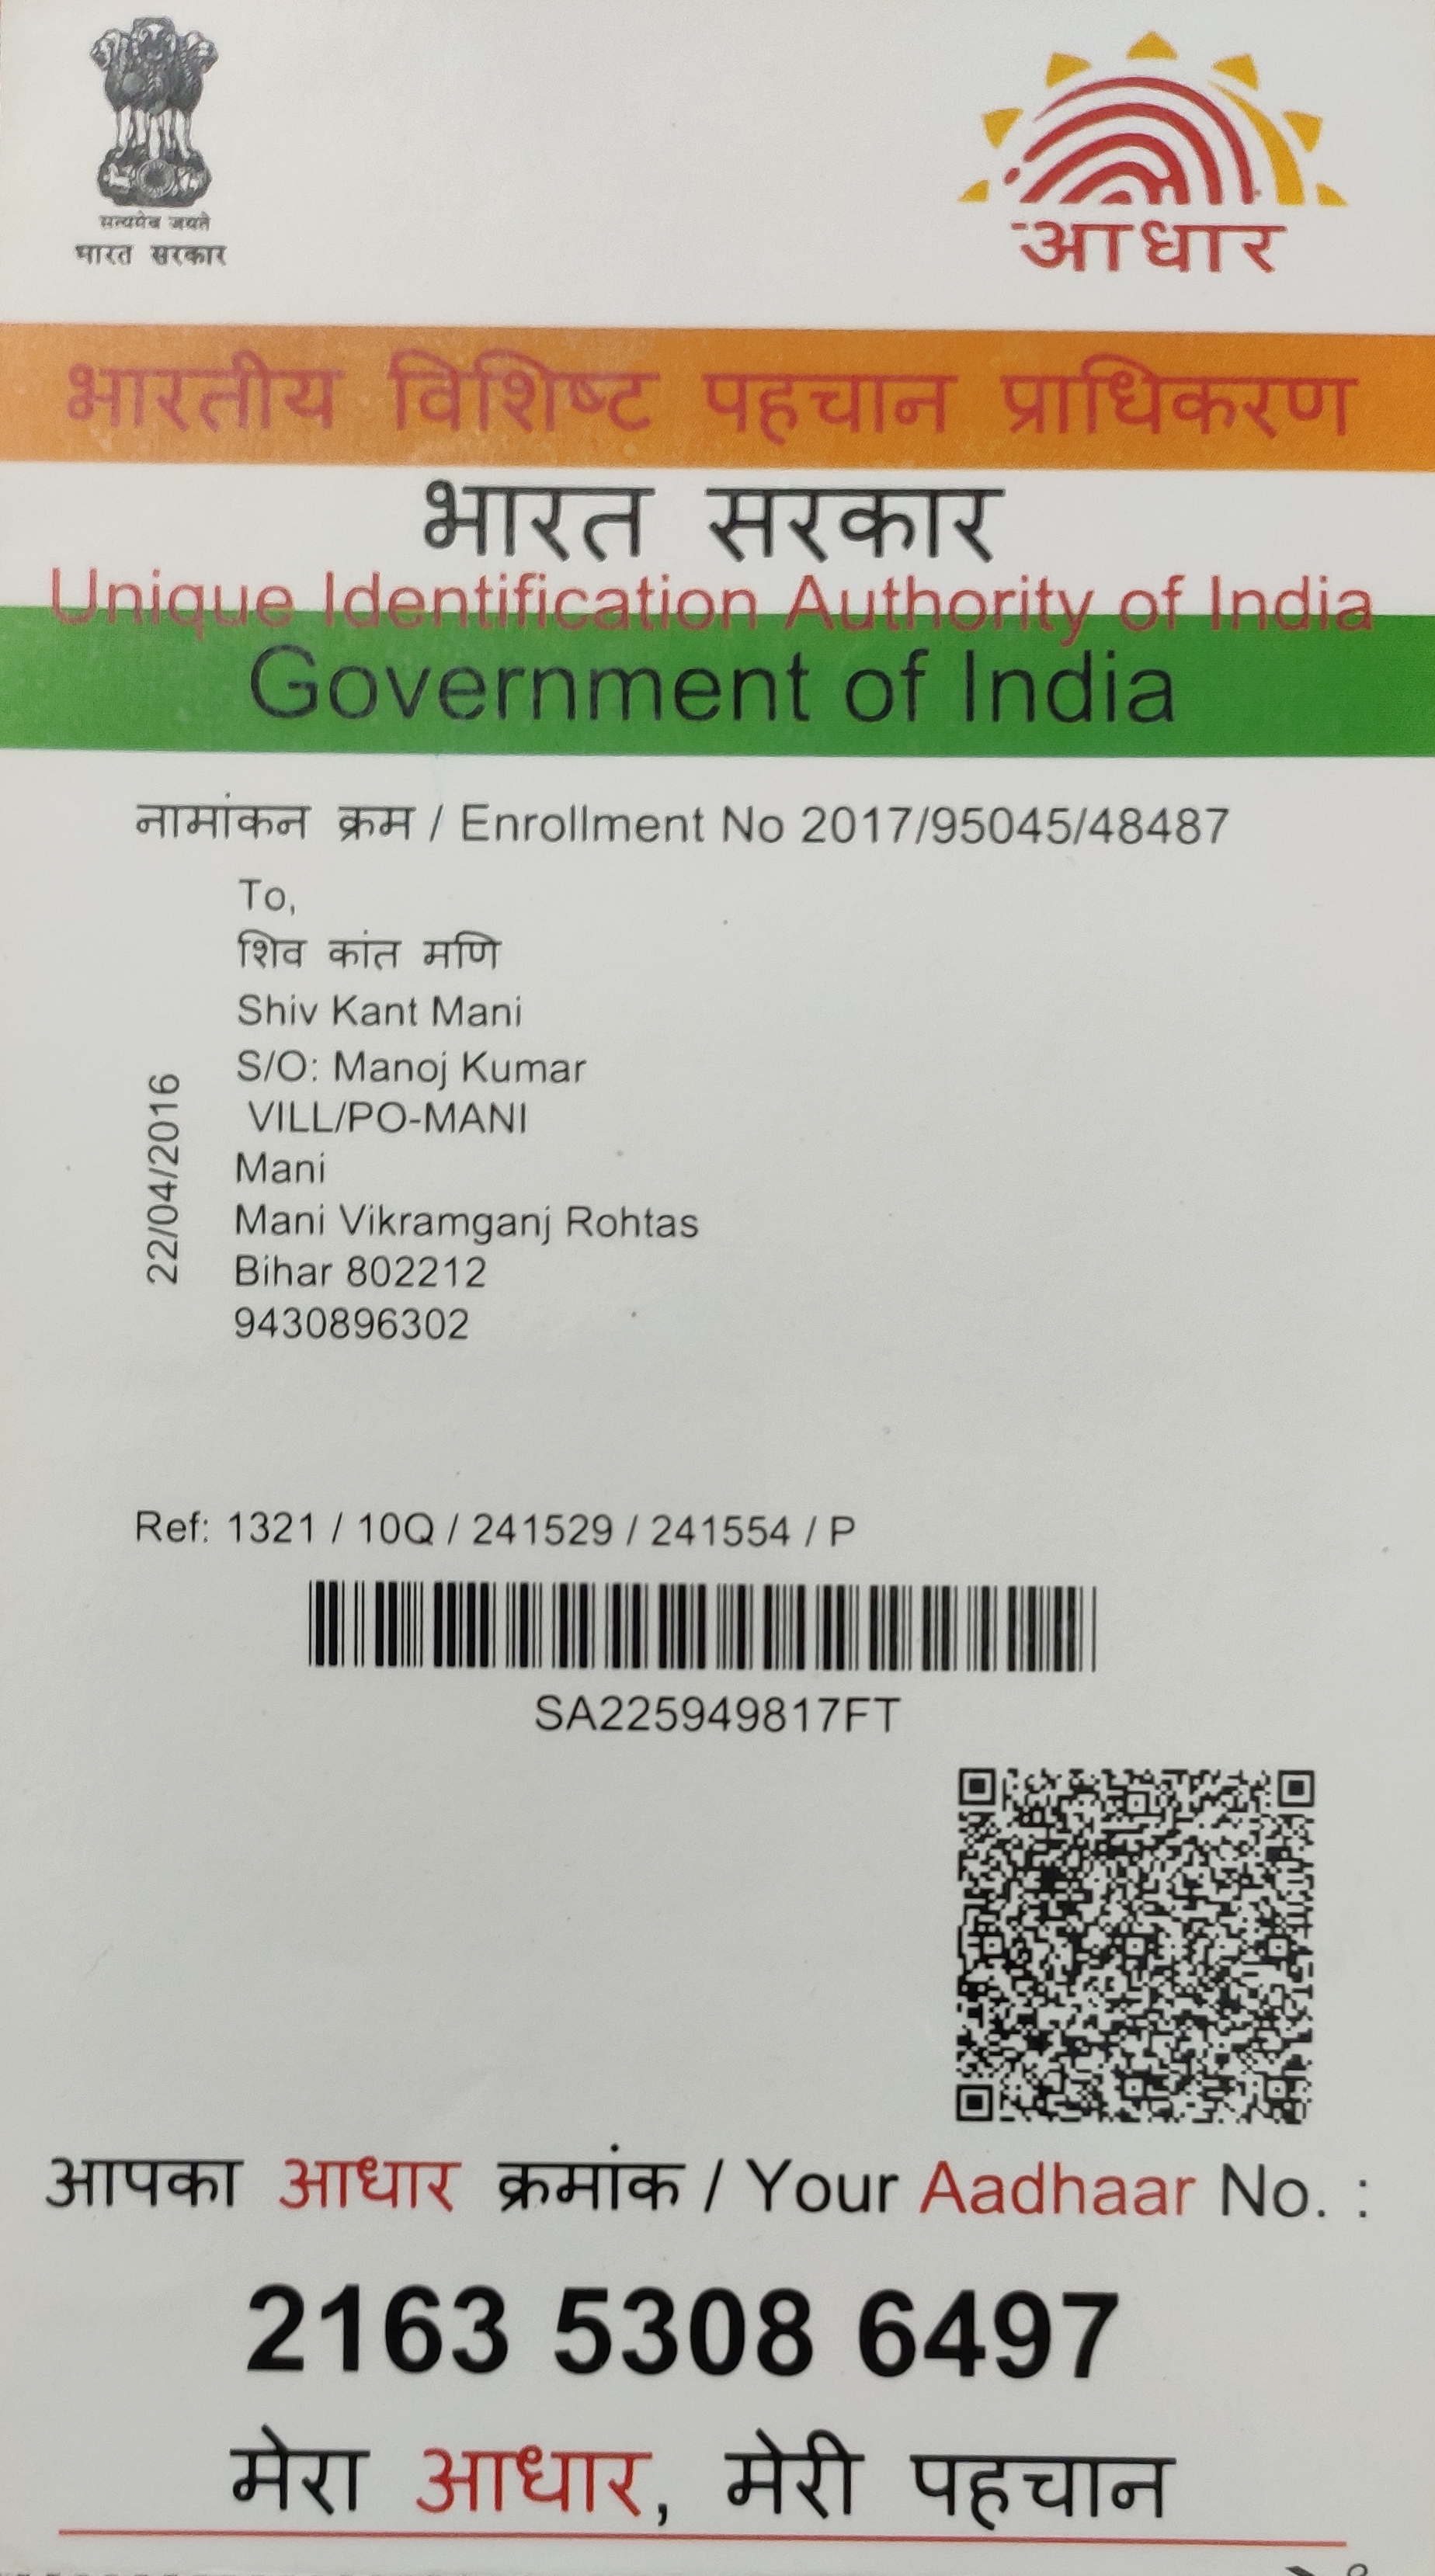 सत्यमेव जयते
भारत सरकार
आधार
भारतीय विशिष्ट पहचान प्राधिकरण
भारत सरकार
Unique Identification Authority of India
Government of India
नामांकन क्रम / Enrollment No 2017/95045/48487
To,
शिव कांत मणि
Shiv Kant Mani
S/O: Manoj Kumar
VILL/PO-MANI
Mani
Mani Vikramganj Rohtas
Bihar 802212
9430896302
22/04/2016
Ref: 1321 / 10Q / 241529 / 241554 / P
SA225949817FT
आपका आधार क्रमांक / Your Aadhaar No. :
2163 5308 6497
मेरा आधार, मेरी पहचान